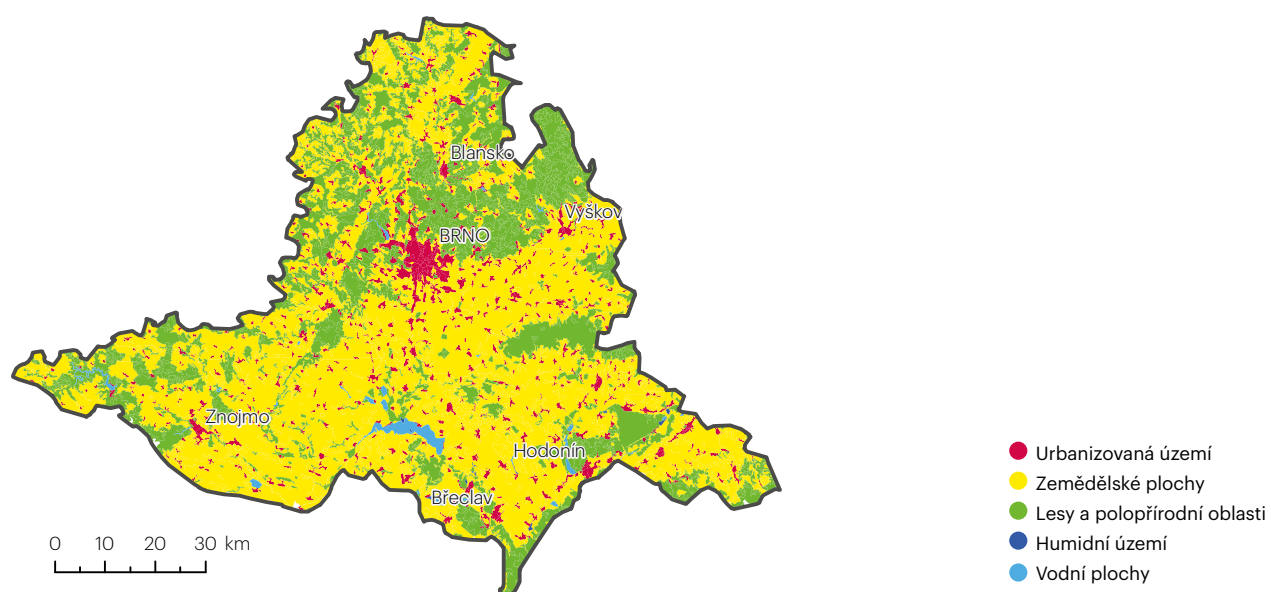 Blansko
Vyškov
BRNO
Znojmo
Hodonín
Břeclav
0 10 20 30 km
Urbanizovaná území
Zemědělské plochy
Lesy a polopřírodní oblasti
Humidní území
Vodní plochy